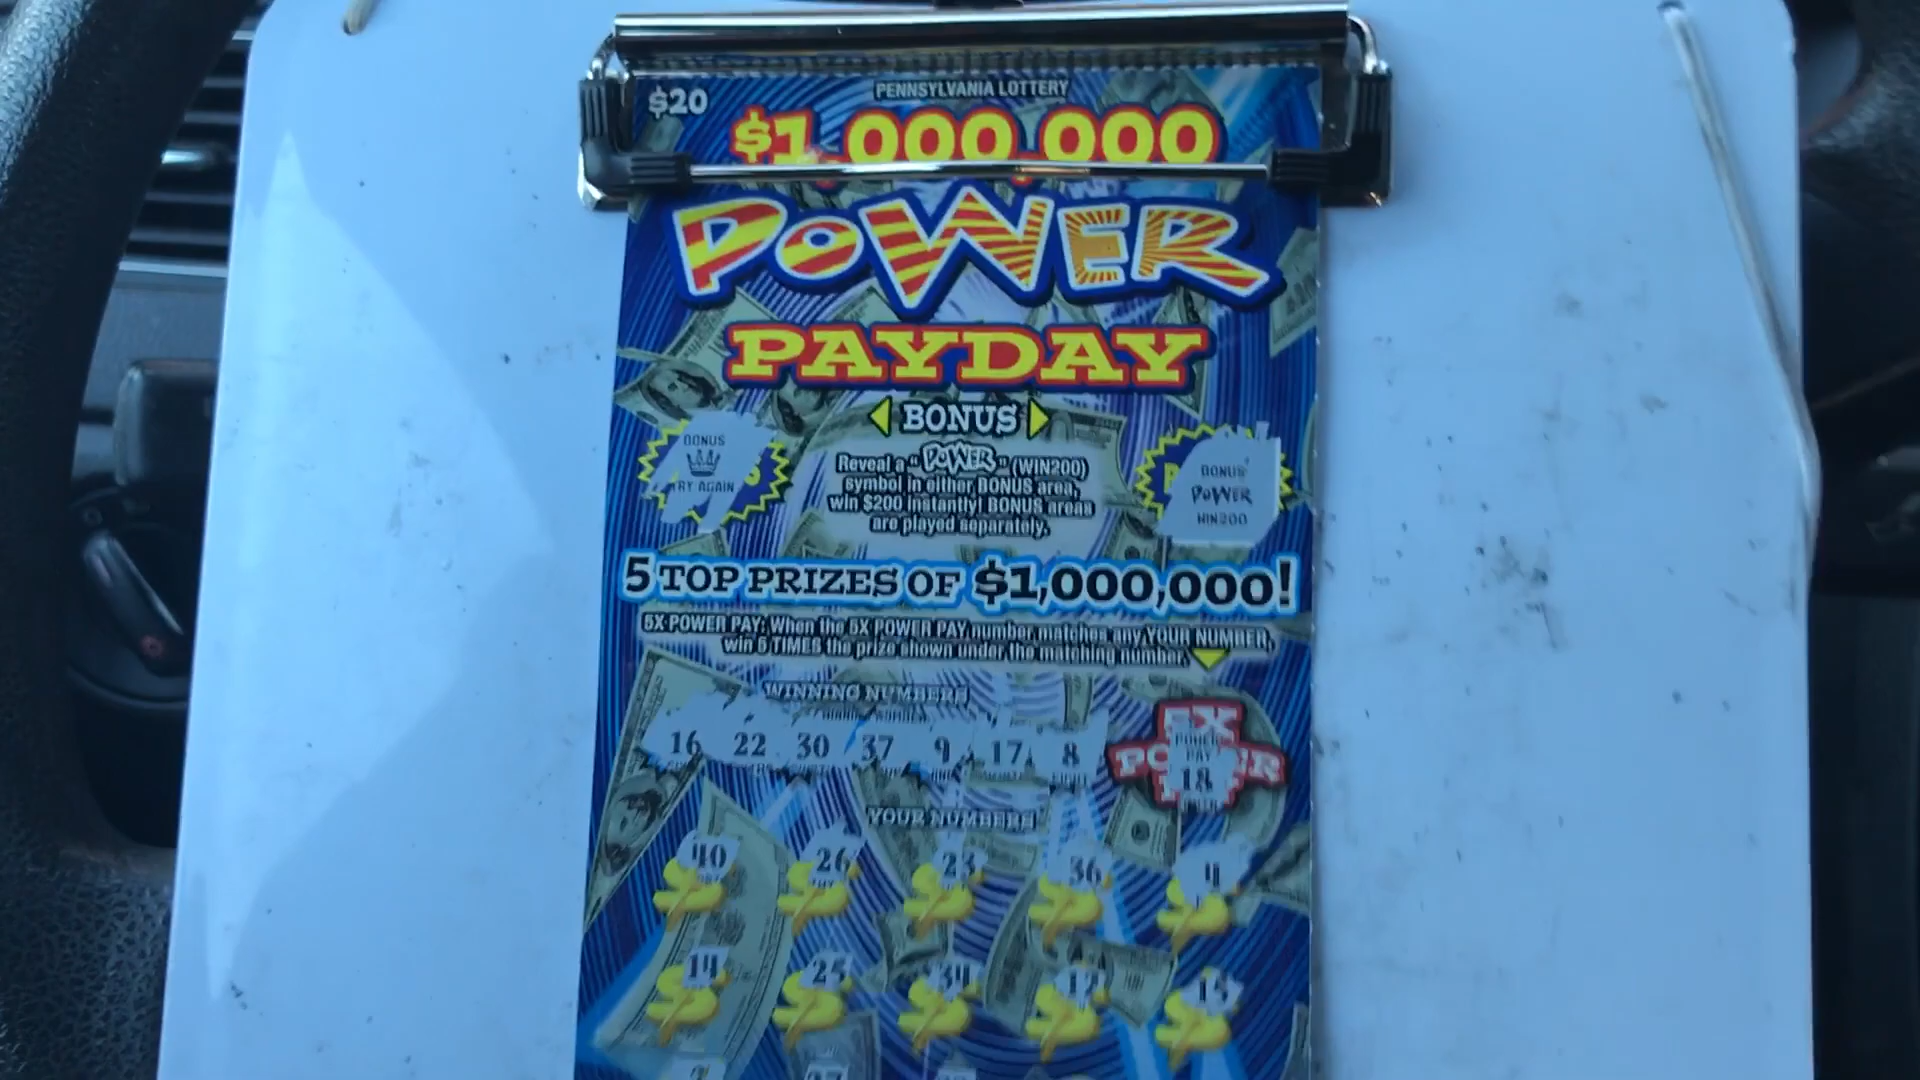 $20
PENNSYLVANIA LOTTERY
$1,000,000
POWER
PAYDAY
BONUS
BONUS
TRY AGAIN
Reveal a "POWER" (WIN200)
symbol in either BONUS area,
win $200 instantly! BONUS areas
are played separately.
BONUS
POWER
WIN200
5 TOP PRIZES OF $1,000,000!
5X POWER PAY: When the 5X POWER PAY number matches any YOUR NUMBER,
win 5 TIMES the prize shown under the matching number.
WINNING NUMBERS
16 22 30 37 9 17 8
5X
POWER
PAY
18
YOUR NUMBERS
40 26 23 36 4
14 25 34 12 15